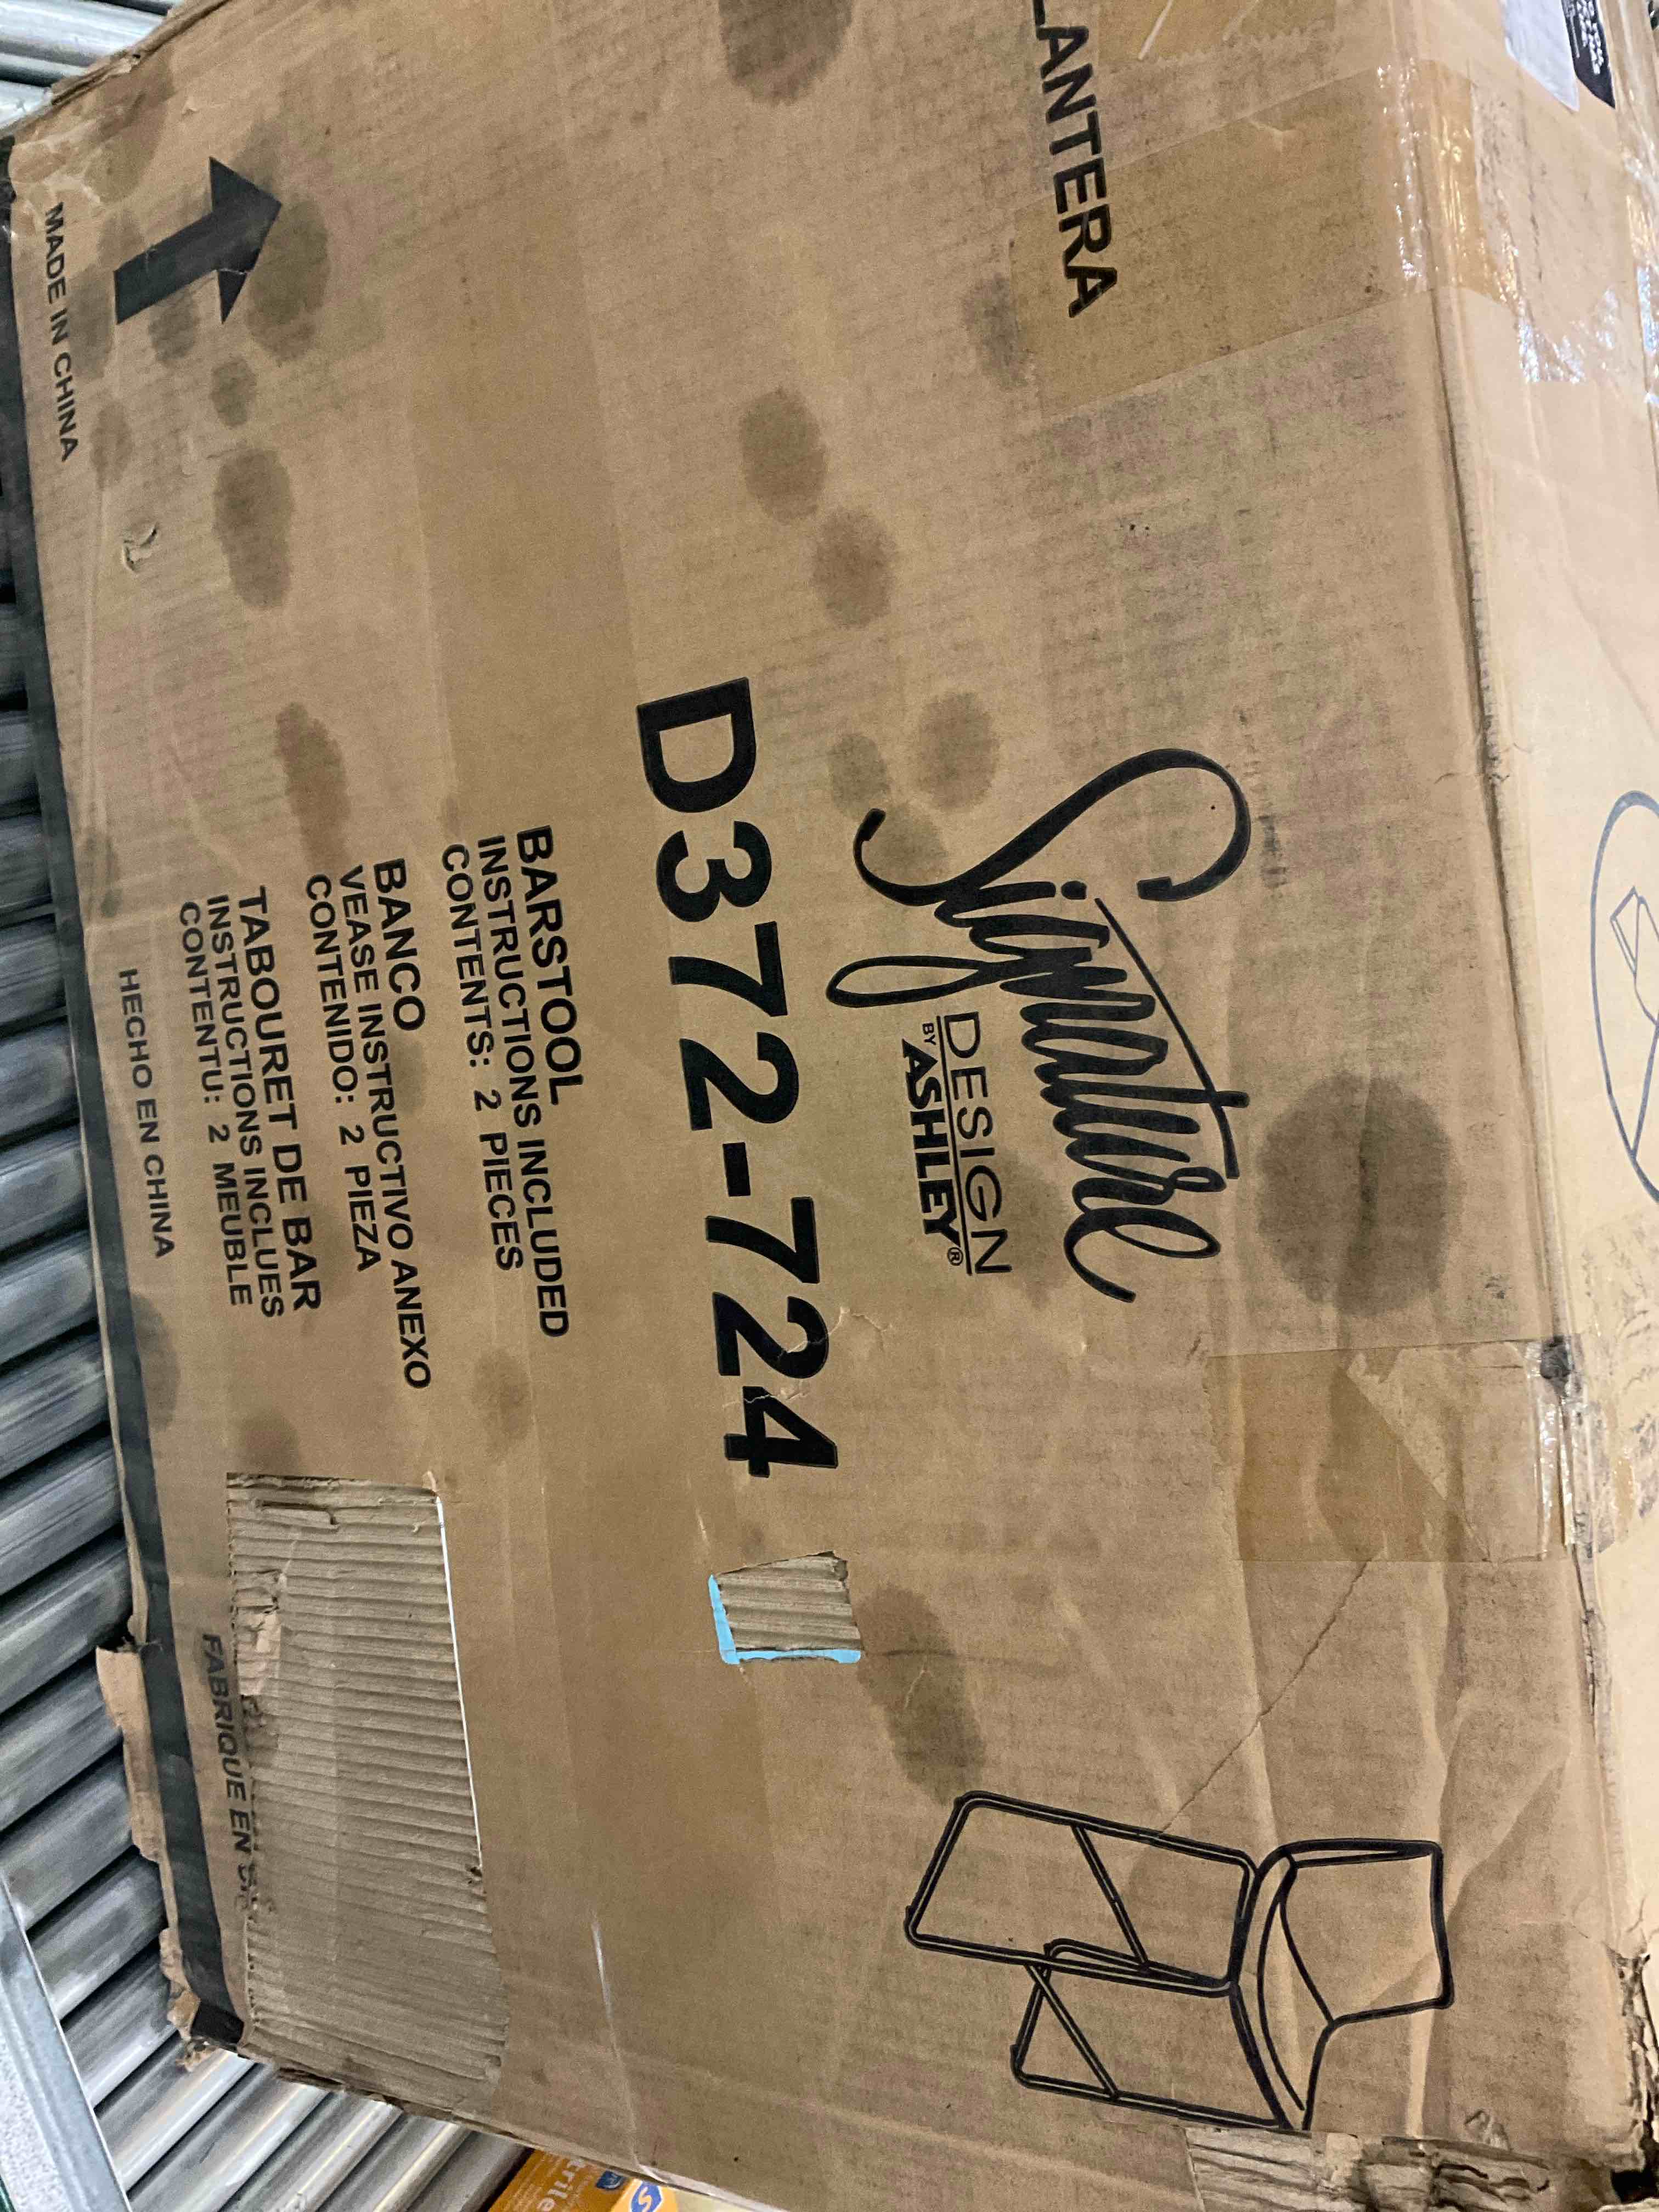 LANTERA
Signature
DESIGN
BY ASHLEY®
D372-724
BARSTOOL
INSTRUCTIONS INCLUDED
CONTENTS: 2 PIECES
BANCO
VEASE INSTRUCTIVO ANEXO
CONTENIDO: 2 PIEZA
TABOURET DE BAR
INSTRUCTIONS INCLUES
CONTENTU: 2 MEUBLE
MADE IN CHINA
HECHO EN CHINA
FABRIQUE EN